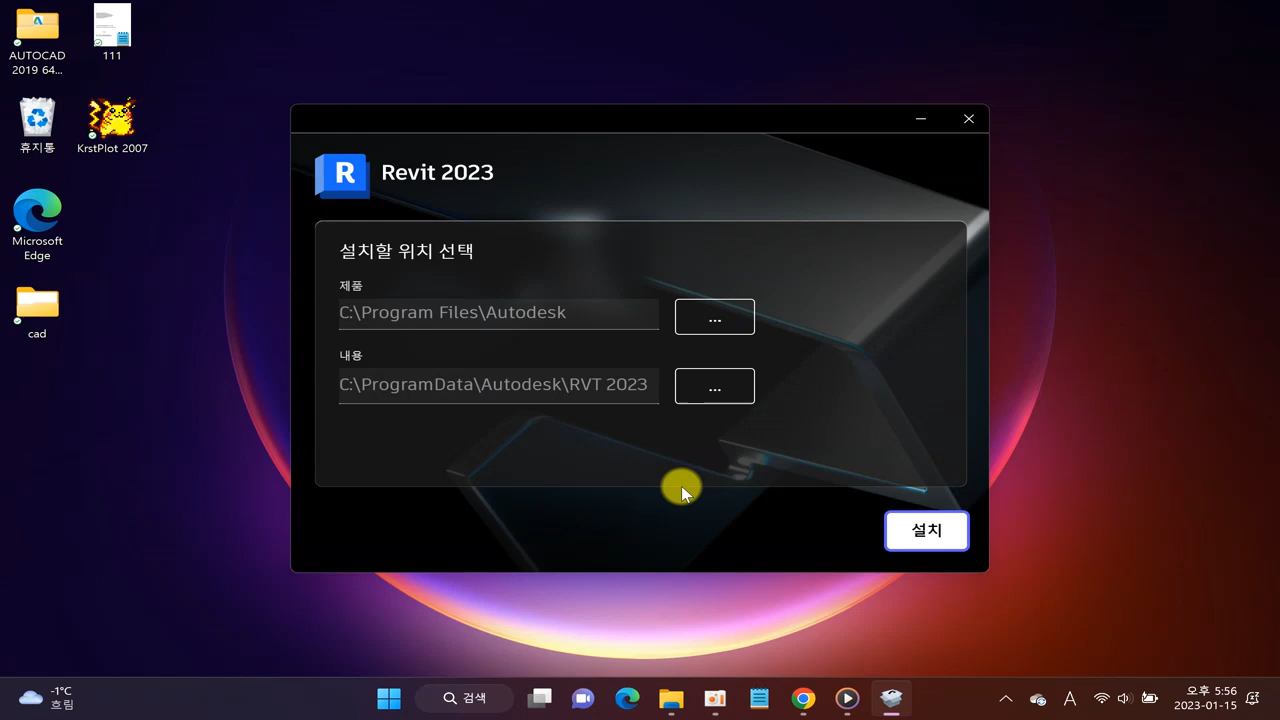 AUTOCAD
2019 64...
111
휴지통
KrstPlot 2007
Microsoft
Edge
cad
R
Revit 2023
설치할 위치 선택
제품
C:\Program Files\Autodesk
...
내용
C:\ProgramData\Autodesk\RVT 2023
...
설치
-1°C
흐림
검색
A
오후 5:56
2023-01-15